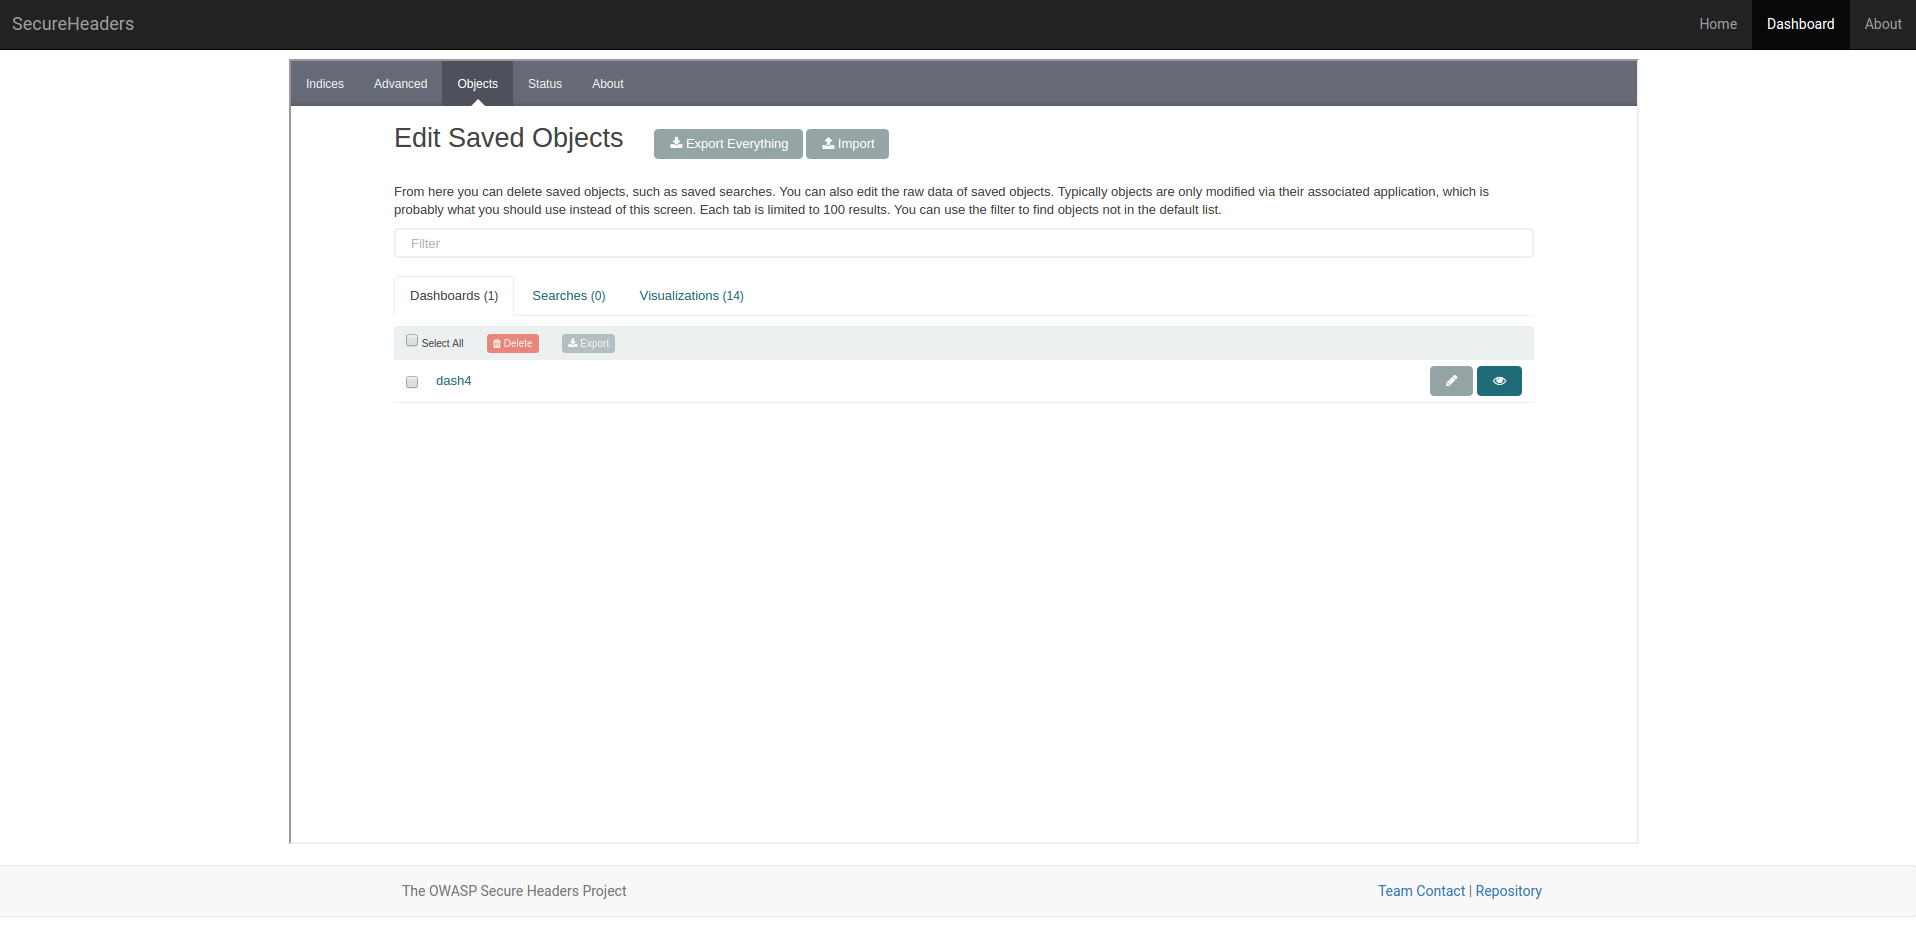 SecureHeaders
Home Dashboard About
Indices Advanced Objects Status About
Edit Saved Objects Export Everything Import
From here you can delete saved objects, such as saved searches. You can also edit the raw data of saved objects. Typically objects are only modified via their associated application, which is
probably what you should use instead of this screen. Each tab is limited to 100 results. You can use the filter to find objects not in the default list.
Filter
Dashboards (1) Searches (0) Visualizations (14)
Select All Delete Export
dash4
The OWASP Secure Headers Project Team Contact | Repository